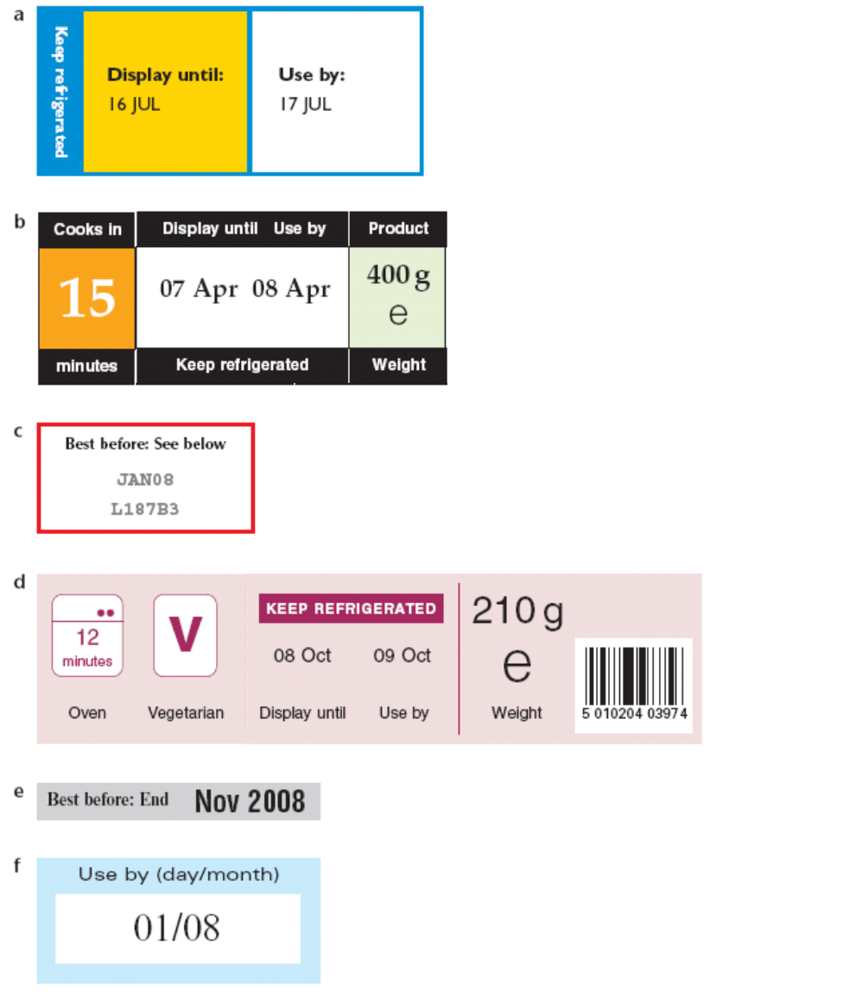 a
Keep refrigerated
Display until:
16 JUL
Use by:
17 JUL
b
Cooks in
15
minutes
Display until Use by
07 Apr 08 Apr
Keep refrigerated
Product
400 g
e
Weight
c
Best before: See below
JAN08
L187B3
d
12
minutes
Oven
V
Vegetarian
KEEP REFRIGERATED
08 Oct 09 Oct
Display until Use by
210 g
e
Weight
5 010204 03974
e
Best before: End Nov 2008
f
Use by (day/month)
01/08